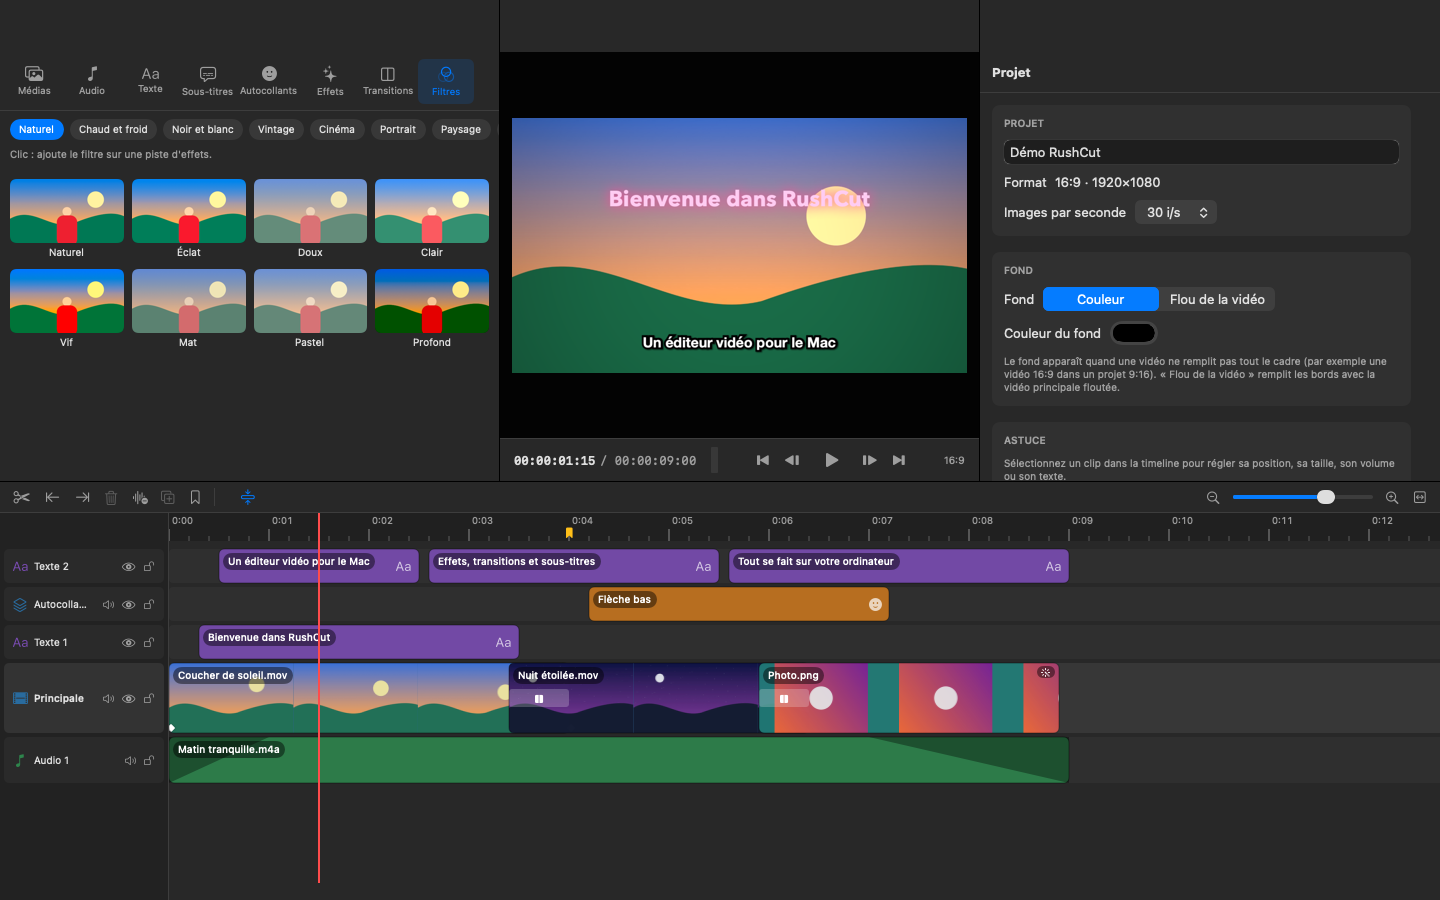 Médias
Audio
Texte
Sous-titres
Autocollants
Effets
Transitions
Filtres
Naturel
Chaud et froid
Noir et blanc
Vintage
Cinéma
Portrait
Paysage
Clic : ajoute le filtre sur une piste d'effets.
Naturel
Éclat
Doux
Clair
Vif
Mat
Pastel
Profond
Bienvenue dans RushCut
Un éditeur vidéo pour le Mac
00:00:01:15 / 00:00:09:00
16:9
Projet
PROJET
Démo RushCut
Format 16:9 · 1920×1080
Images par seconde 30 i/s
FOND
Fond Couleur Flou de la vidéo
Couleur du fond
Le fond apparaît quand une vidéo ne remplit pas tout le cadre (par exemple une
vidéo 16:9 dans un projet 9:16). « Flou de la vidéo » remplit les bords avec la
vidéo principale floutée.
ASTUCE
Sélectionnez un clip dans la timeline pour régler sa position, sa taille, son volume
ou son texte.
0:00 0:01 0:02 0:03 0:04 0:05 0:06 0:07 0:08 0:09 0:10 0:11 0:12
Aa Texte 2
Un éditeur vidéo pour le Mac Aa
Effets, transitions et sous-titres Aa
Tout se fait sur votre ordinateur Aa
Autocolla...
Flèche bas
Aa Texte 1
Bienvenue dans RushCut Aa
Principale
Coucher de soleil.mov
Nuit étoilée.mov
Photo.png
Audio 1
Matin tranquille.m4a